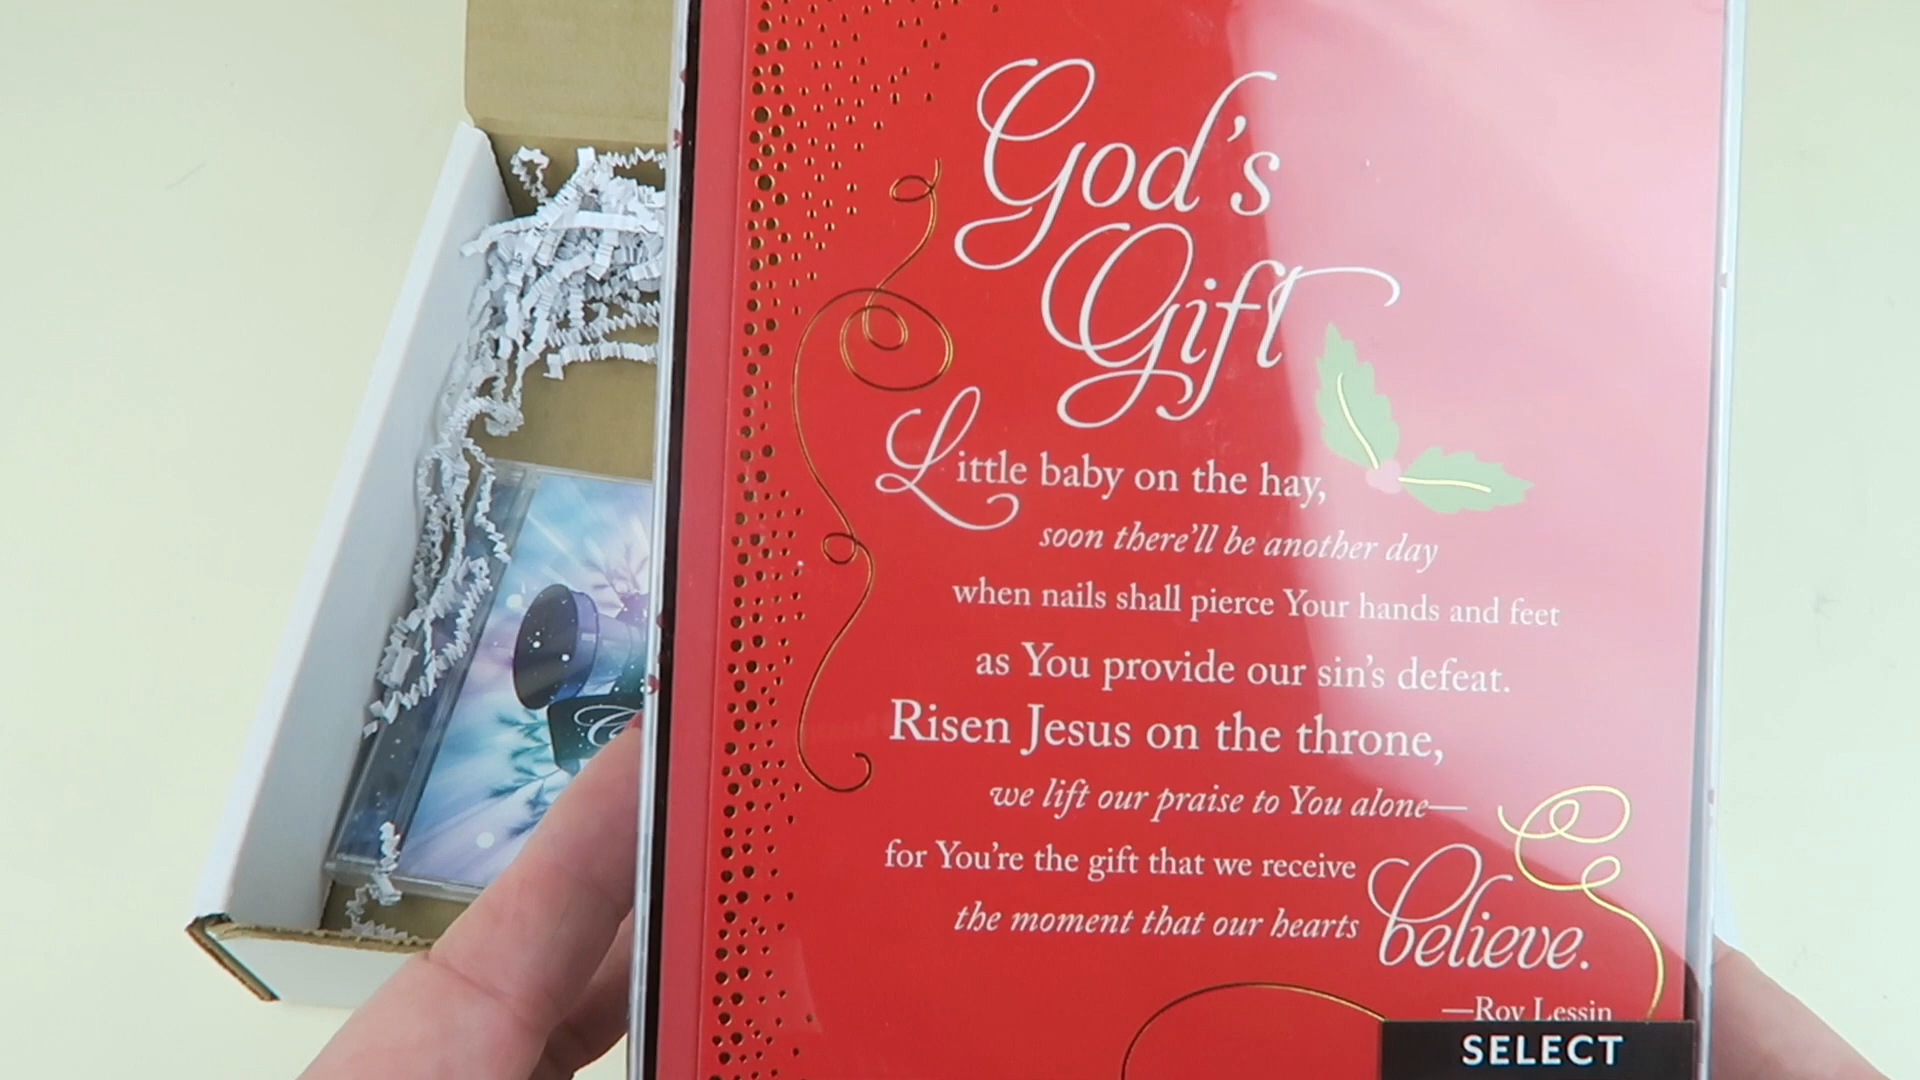 God's
Gift
Little baby on the hay,
soon there'll be another day
when nails shall pierce Your hands and feet
as You provide our sin's defeat.
Risen Jesus on the throne,
we lift our praise to You alone—
for You're the gift that we receive
the moment that our hearts believe.
—Roy Lessin
SELECT